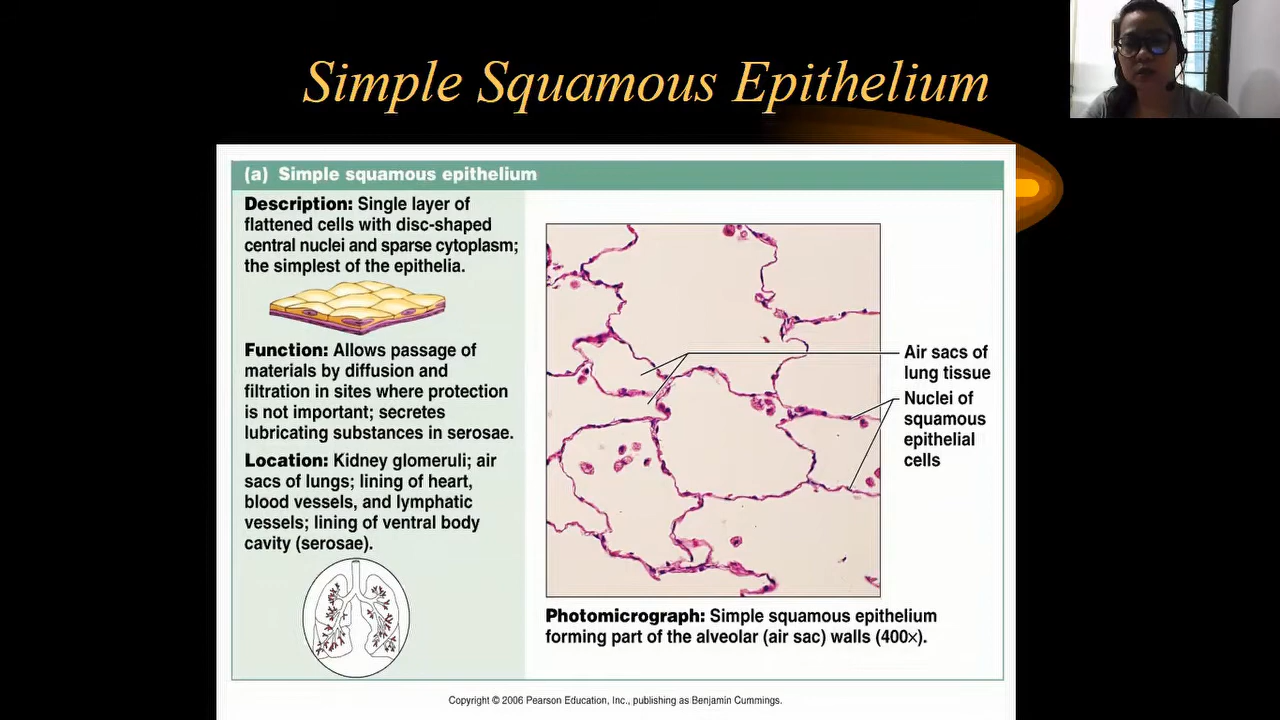 Simple Squamous Epithelium
(a) Simple squamous epithelium
Description: Single layer of
flattened cells with disc-shaped
central nuclei and sparse cytoplasm;
the simplest of the epithelia.
Function: Allows passage of
materials by diffusion and
filtration in sites where protection
is not important; secretes
lubricating substances in serosae.
Location: Kidney glomeruli; air
sacs of lungs; lining of heart,
blood vessels, and lymphatic
vessels; lining of ventral body
cavity (serosae).
Air sacs of
lung tissue
Nuclei of
squamous
epithelial
cells
Photomicrograph: Simple squamous epithelium
forming part of the alveolar (air sac) walls (400×).
Copyright © 2006 Pearson Education, Inc., publishing as Benjamin Cummings.